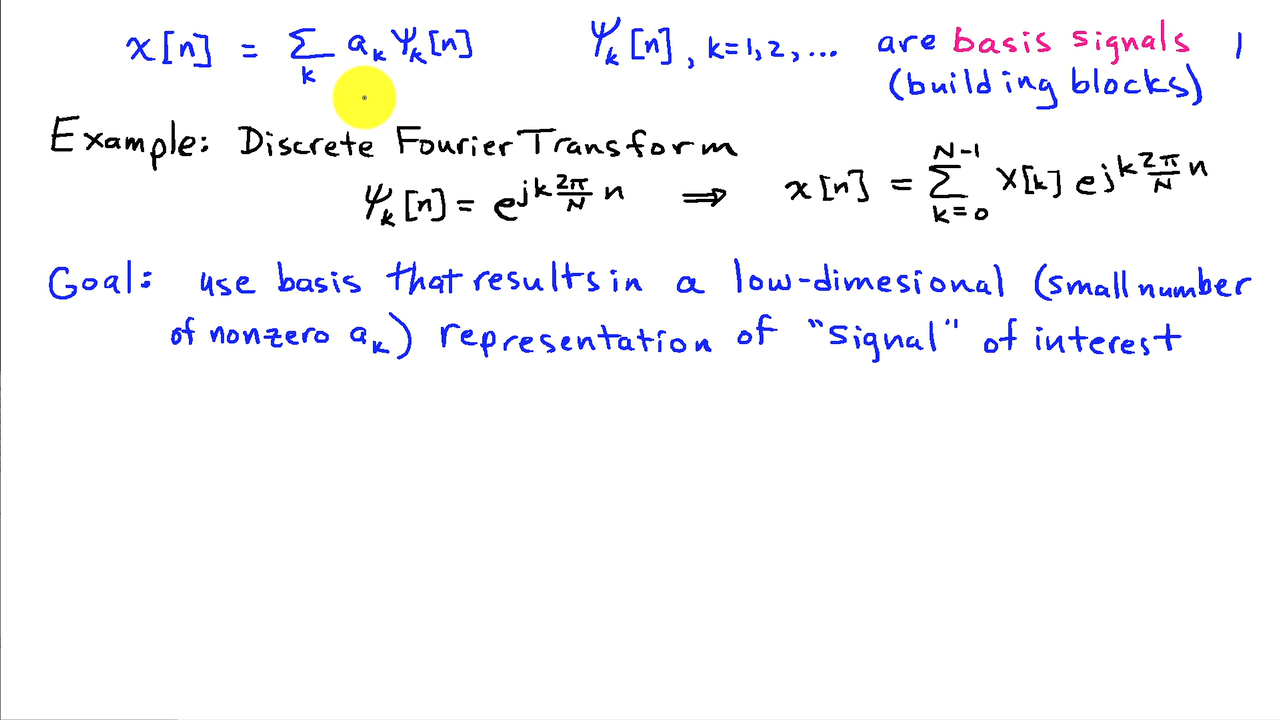 x[n] = Σ_k a_k Ψ_k[n]    Ψ_k[n], k=1,2,... are basis signals 1
(building blocks)
Example: Discrete Fourier Transform
Ψ_k[n] = e^{jk 2π/N n} ⇒ x[n] = Σ_{k=0}^{N-1} X[k] e^{jk 2π/N n}
Goal: use basis that results in a low-dimesional (small number
of nonzero a_k) representation of "signal" of interest